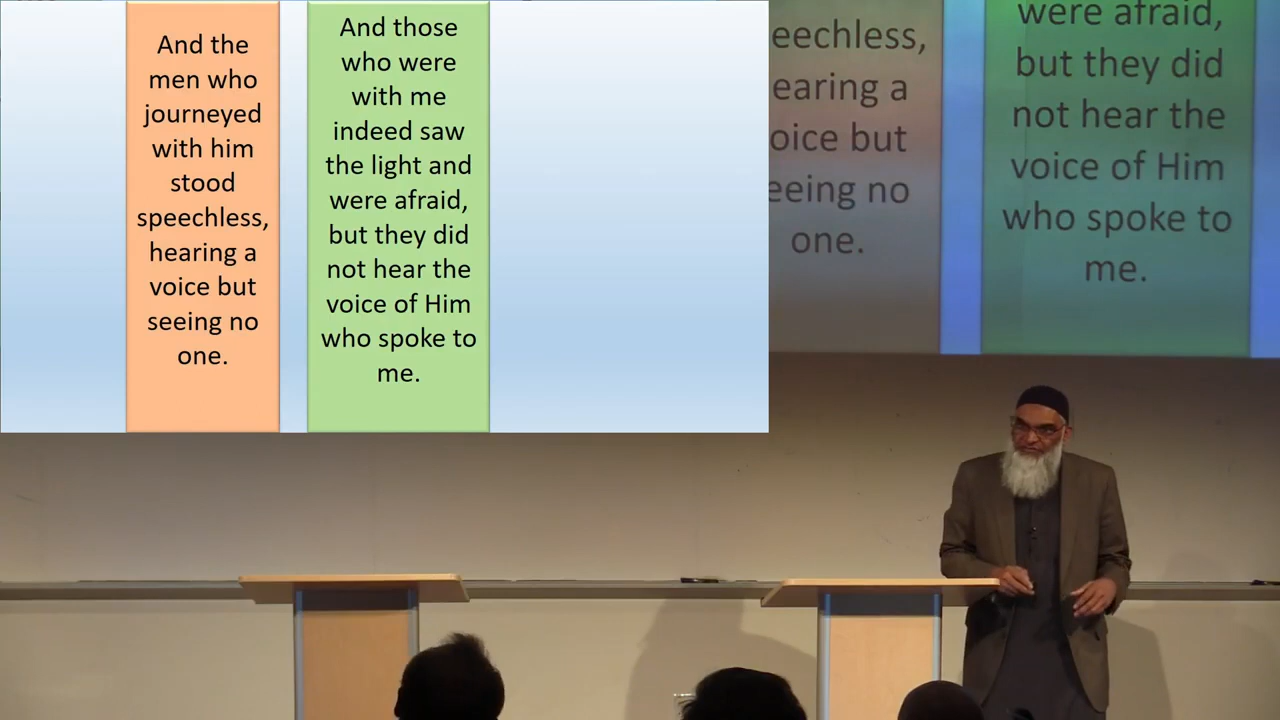 And the
men who
journeyed
with him
stood
speechless,
hearing a
voice but
seeing no
one.
And those
who were
with me
indeed saw
the light and
were afraid,
but they did
not hear the
voice of Him
who spoke to
me.
eechless,
earing a
oice but
eeing no
one.
were afraid,
but they did
not hear the
voice of Him
who spoke to
me.